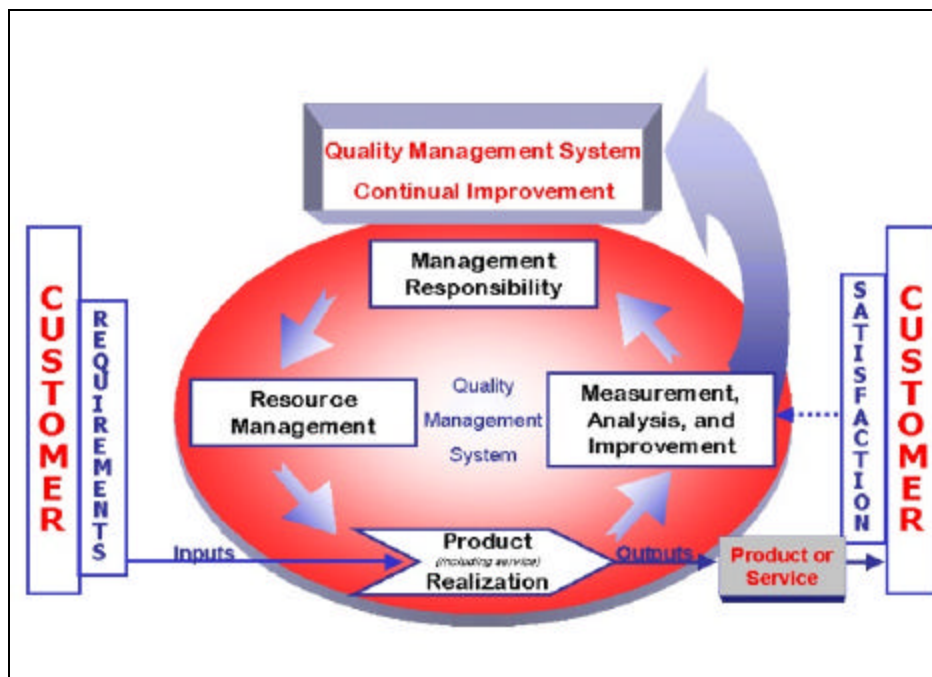 Quality Management System
Continual Improvement
CUSTOMER
REQUIREMENTS
Management
Responsibility
Resource
Management
Quality
Management
System
Measurement,
Analysis, and
Improvement
SATISFACTION
CUSTOMER
Inputs
Product
(including service)
Realization
Outputs
Product or
Service